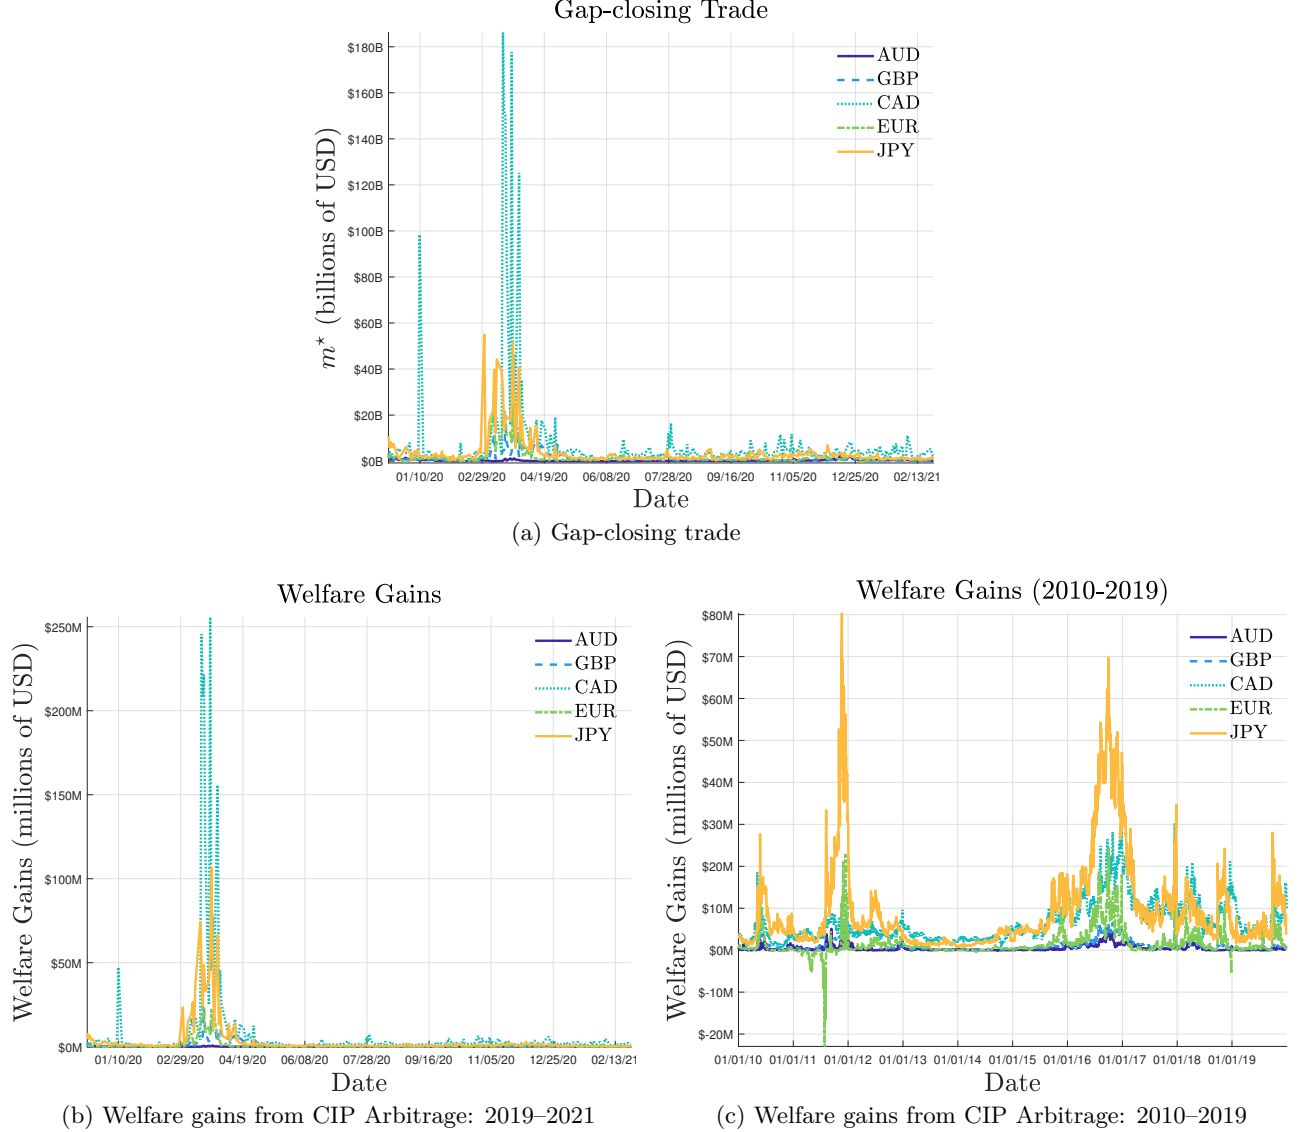 Gap-closing Trade
$180B
$160B
$140B
$120B
$100B
$80B
$60B
$40B
$20B
$0B
m⋆ (billions of USD)
AUD
GBP
CAD
EUR
JPY
01/10/20 02/29/20 04/19/20 06/08/20 07/28/20 09/16/20 11/05/20 12/25/20 02/13/21
Date
(a) Gap-closing trade
Welfare Gains
$250M
$200M
$150M
$100M
$50M
$0M
Welfare Gains (millions of USD)
AUD
GBP
CAD
EUR
JPY
01/10/20 02/29/20 04/19/20 06/08/20 07/28/20 09/16/20 11/05/20 12/25/20 02/13/21
Date
(b) Welfare gains from CIP Arbitrage: 2019–2021
Welfare Gains (2010-2019)
$80M
$70M
$60M
$50M
$40M
$30M
$20M
$10M
$0M
$-10M
$-20M
Welfare Gains (millions of USD)
AUD
GBP
CAD
EUR
JPY
01/01/10 01/01/11 01/01/12 01/01/13 01/01/14 01/01/15 01/01/16 01/01/17 01/01/18 01/01/19
Date
(c) Welfare gains from CIP Arbitrage: 2010–2019